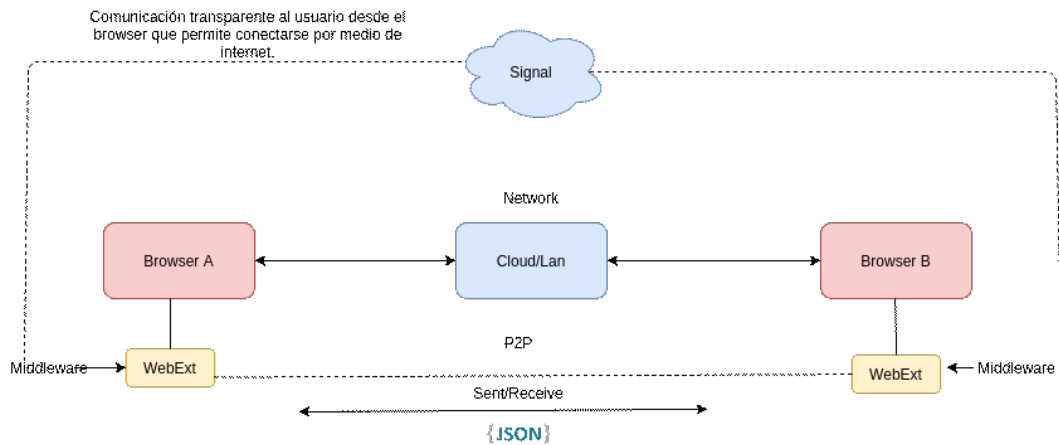 Comunicación transparente al usuario desde el
browser que permite conectarse por medio de
internet.
Signal
Network
Browser A
Cloud/Lan
Browser B
P2P
Middleware
WebExt
WebExt
Middleware
Sent/Receive
{JSON}